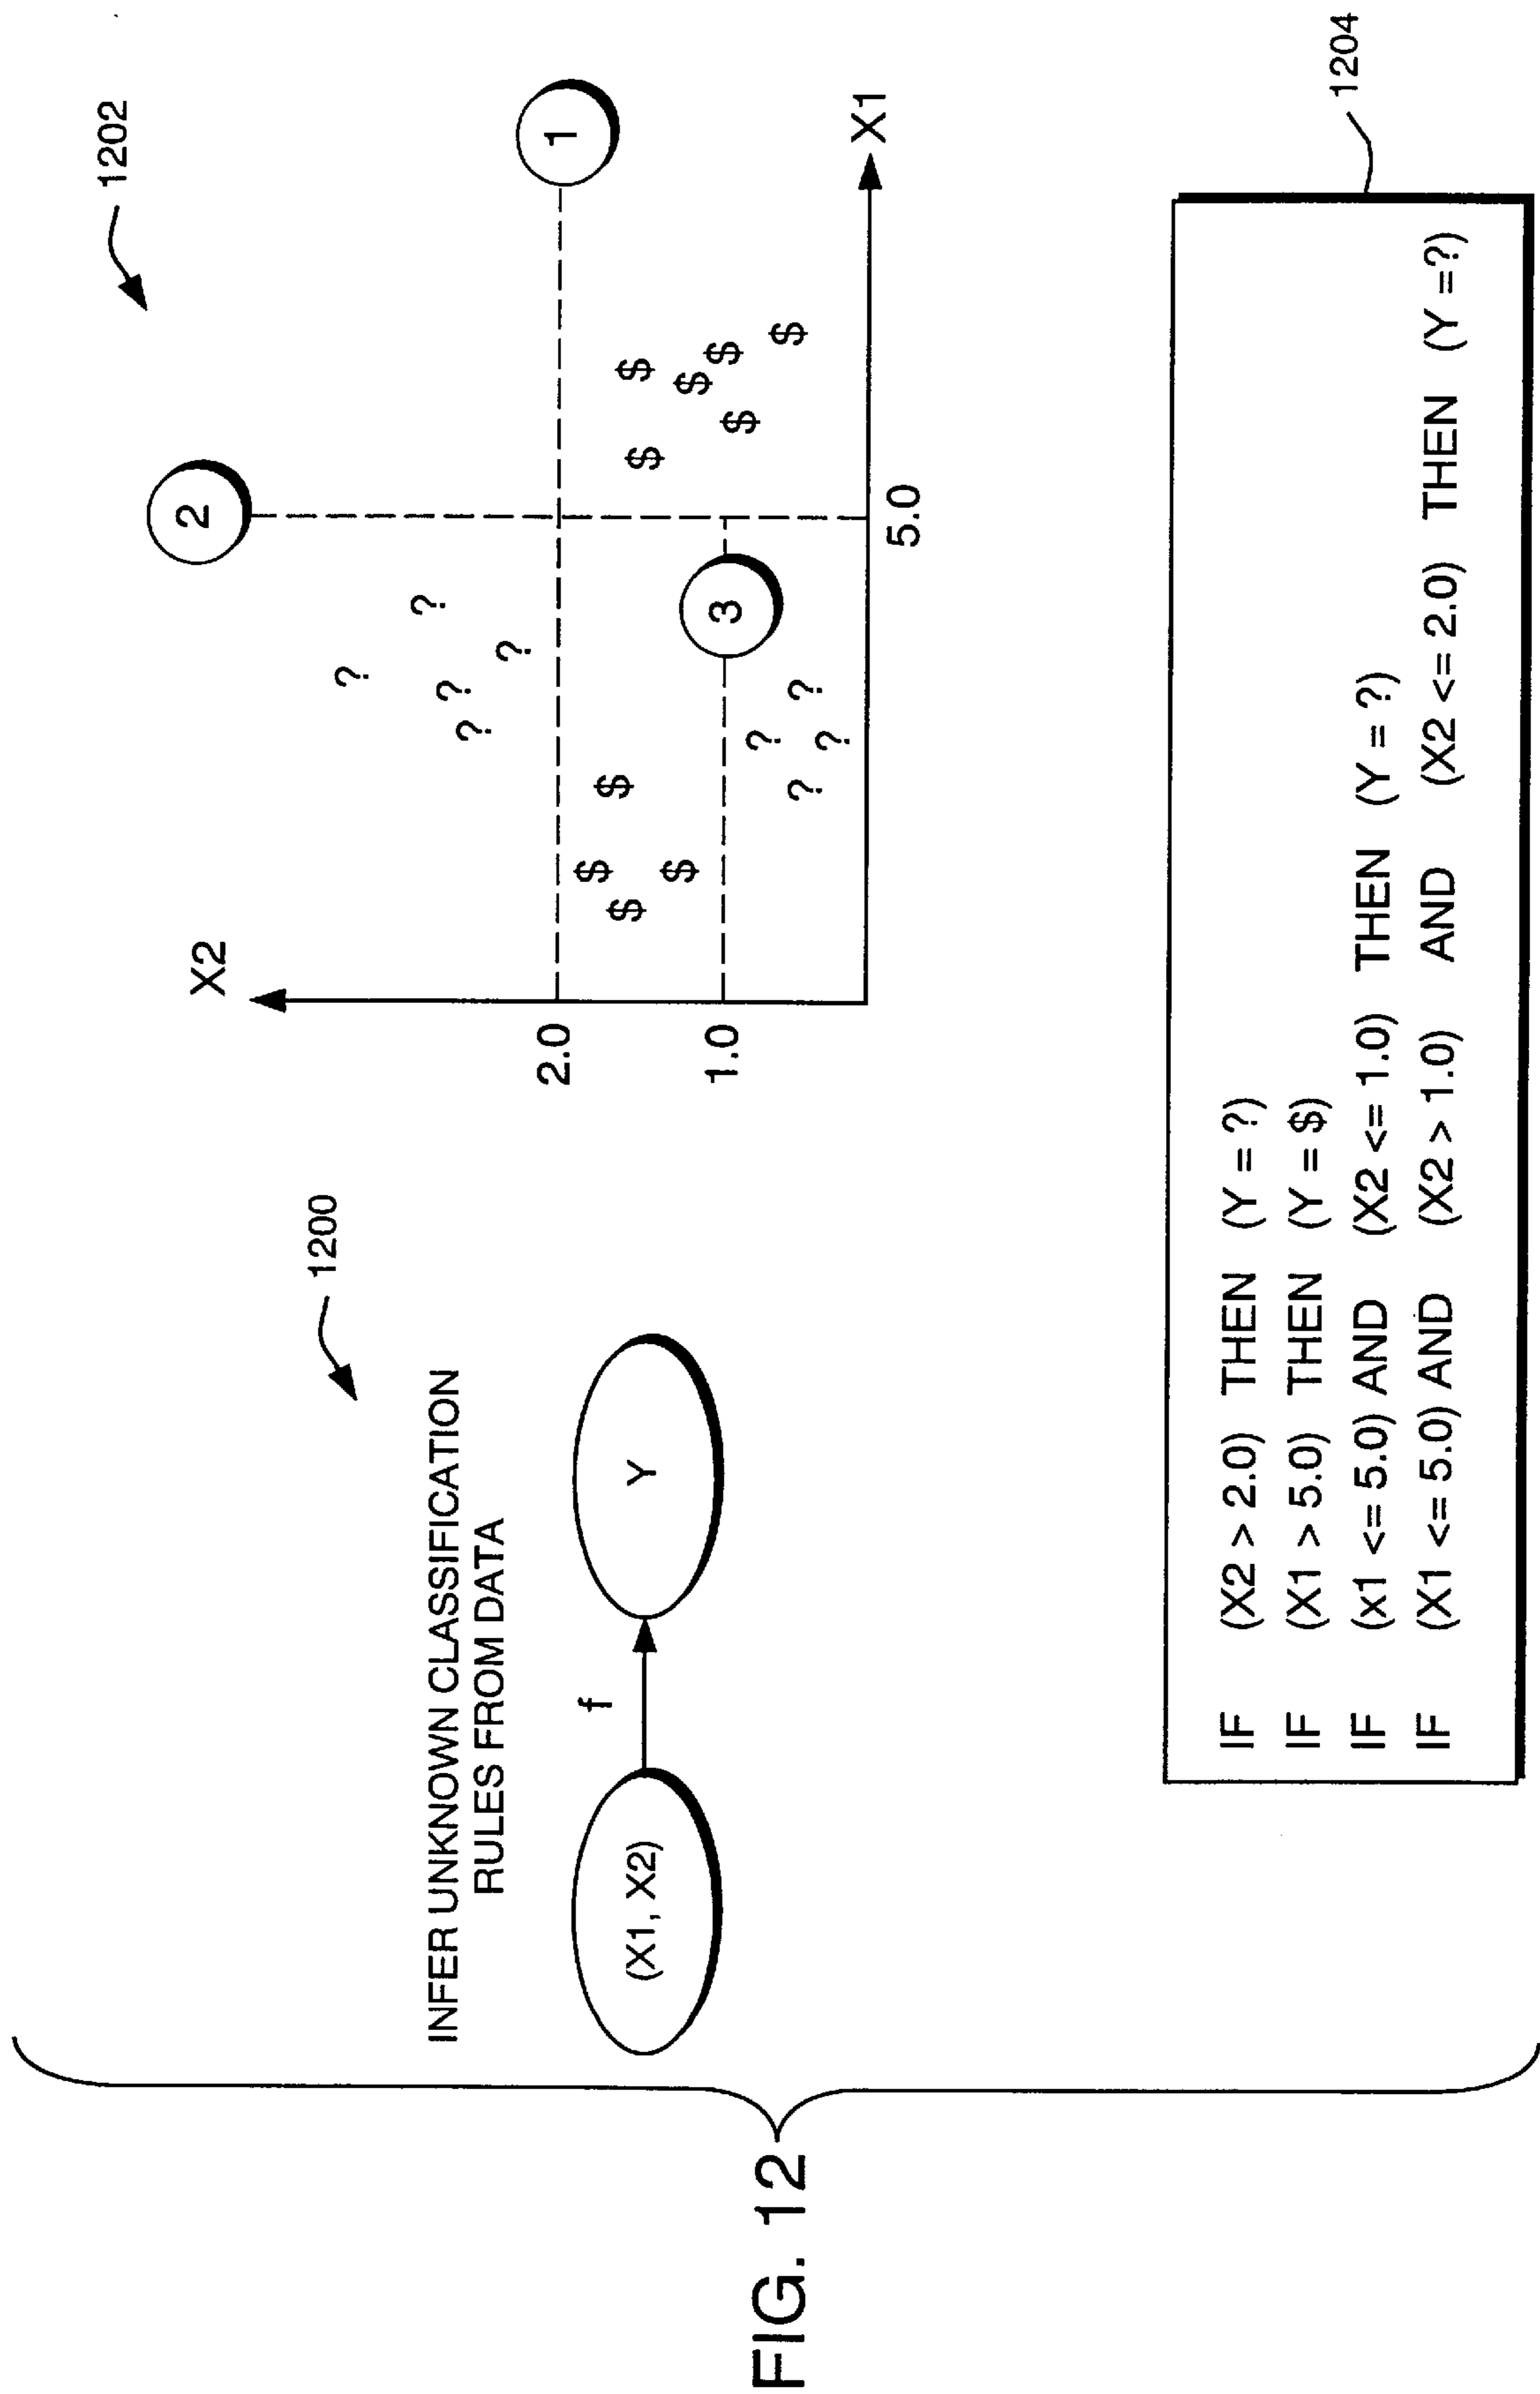 INFER UNKNOWN CLASSIFICATION
RULES FROM DATA
1200
(X1, X2)
f
Y
1202
X2
2
1
2.0
? ? ? ? ?
$ $ $ $
$ $ $ $ $ $
1.0
3
? ? ? ?
5.0
X1
1204
IF (X2 > 2.0) THEN (Y = ?)
IF (X1 > 5.0) THEN (Y = $)
IF (x1 <= 5.0) AND (X2 <= 1.0) THEN (Y = ?)
IF (X1 <= 5.0) AND (X2 > 1.0) AND (X2 <= 2.0) THEN (Y =?)
FIG. 12